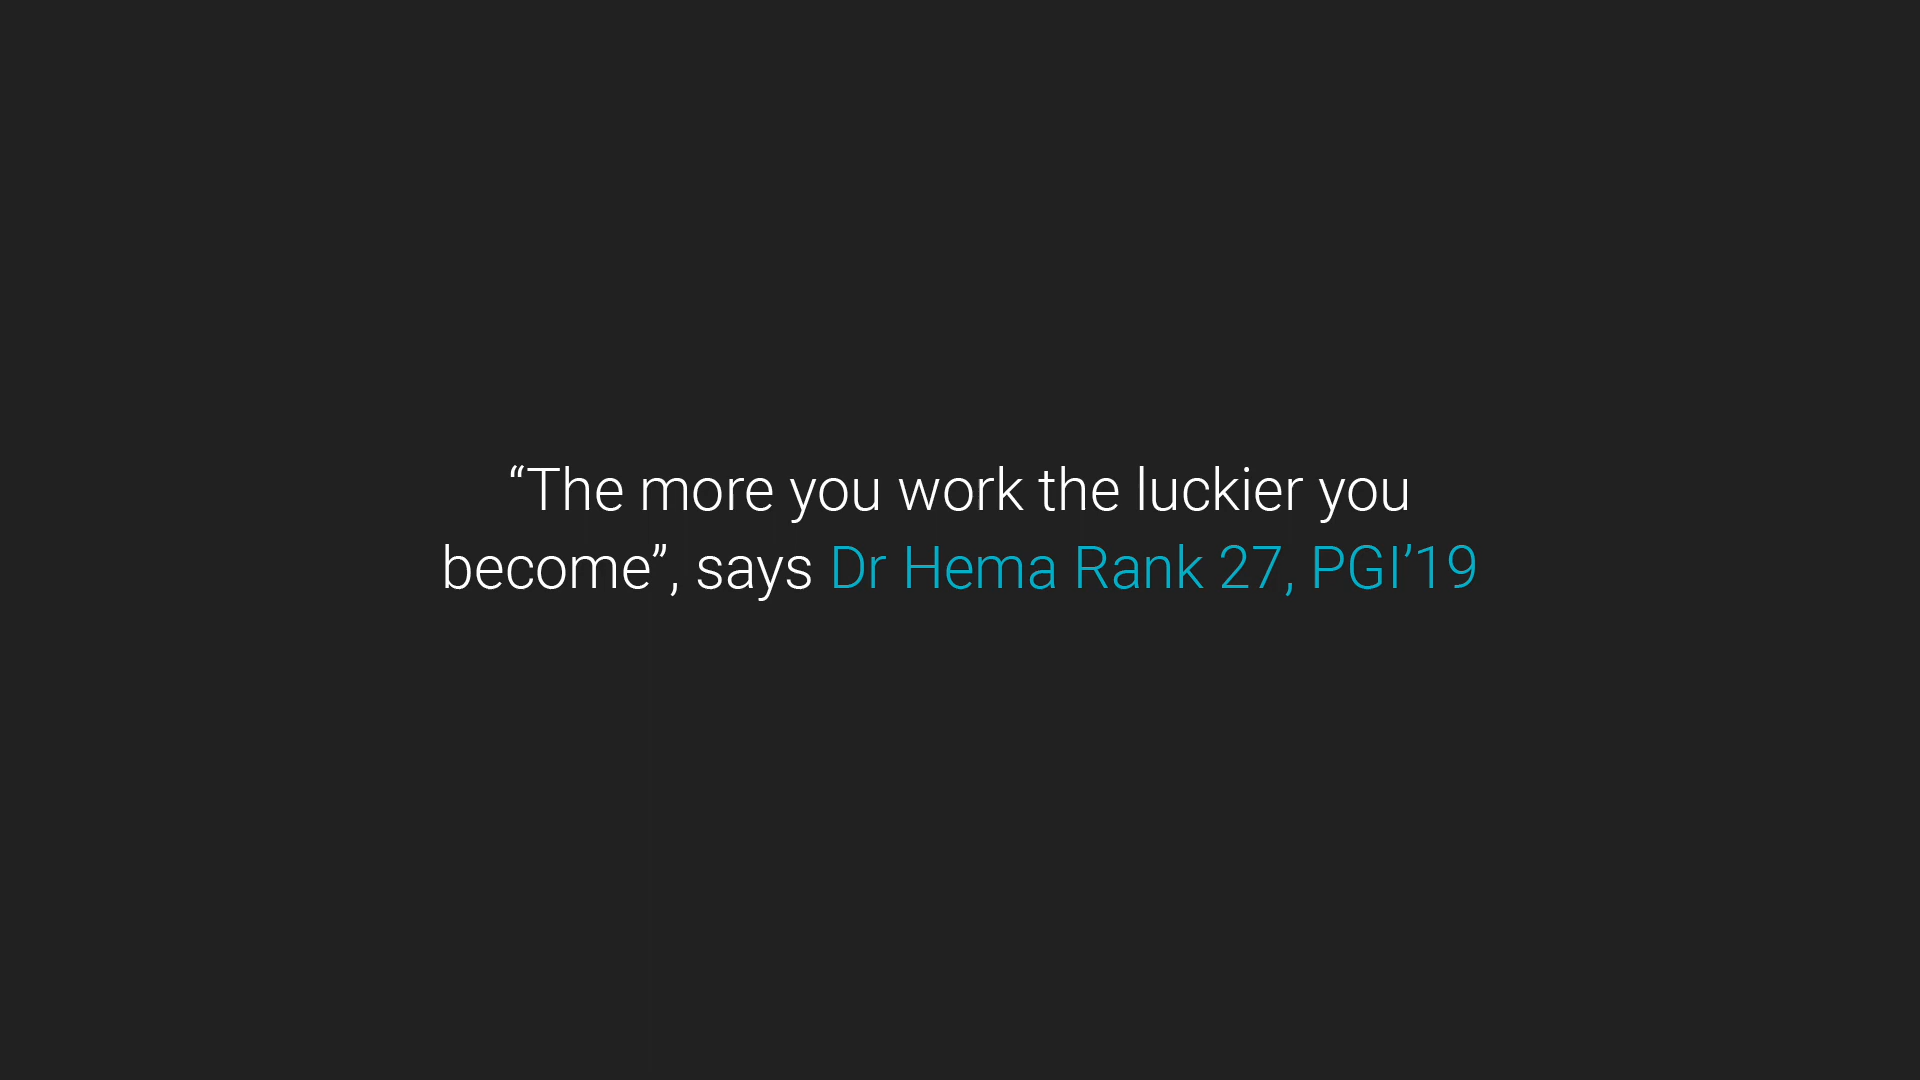 “The more you work the luckier you
become”, says Dr Hema Rank 27, PGI’19